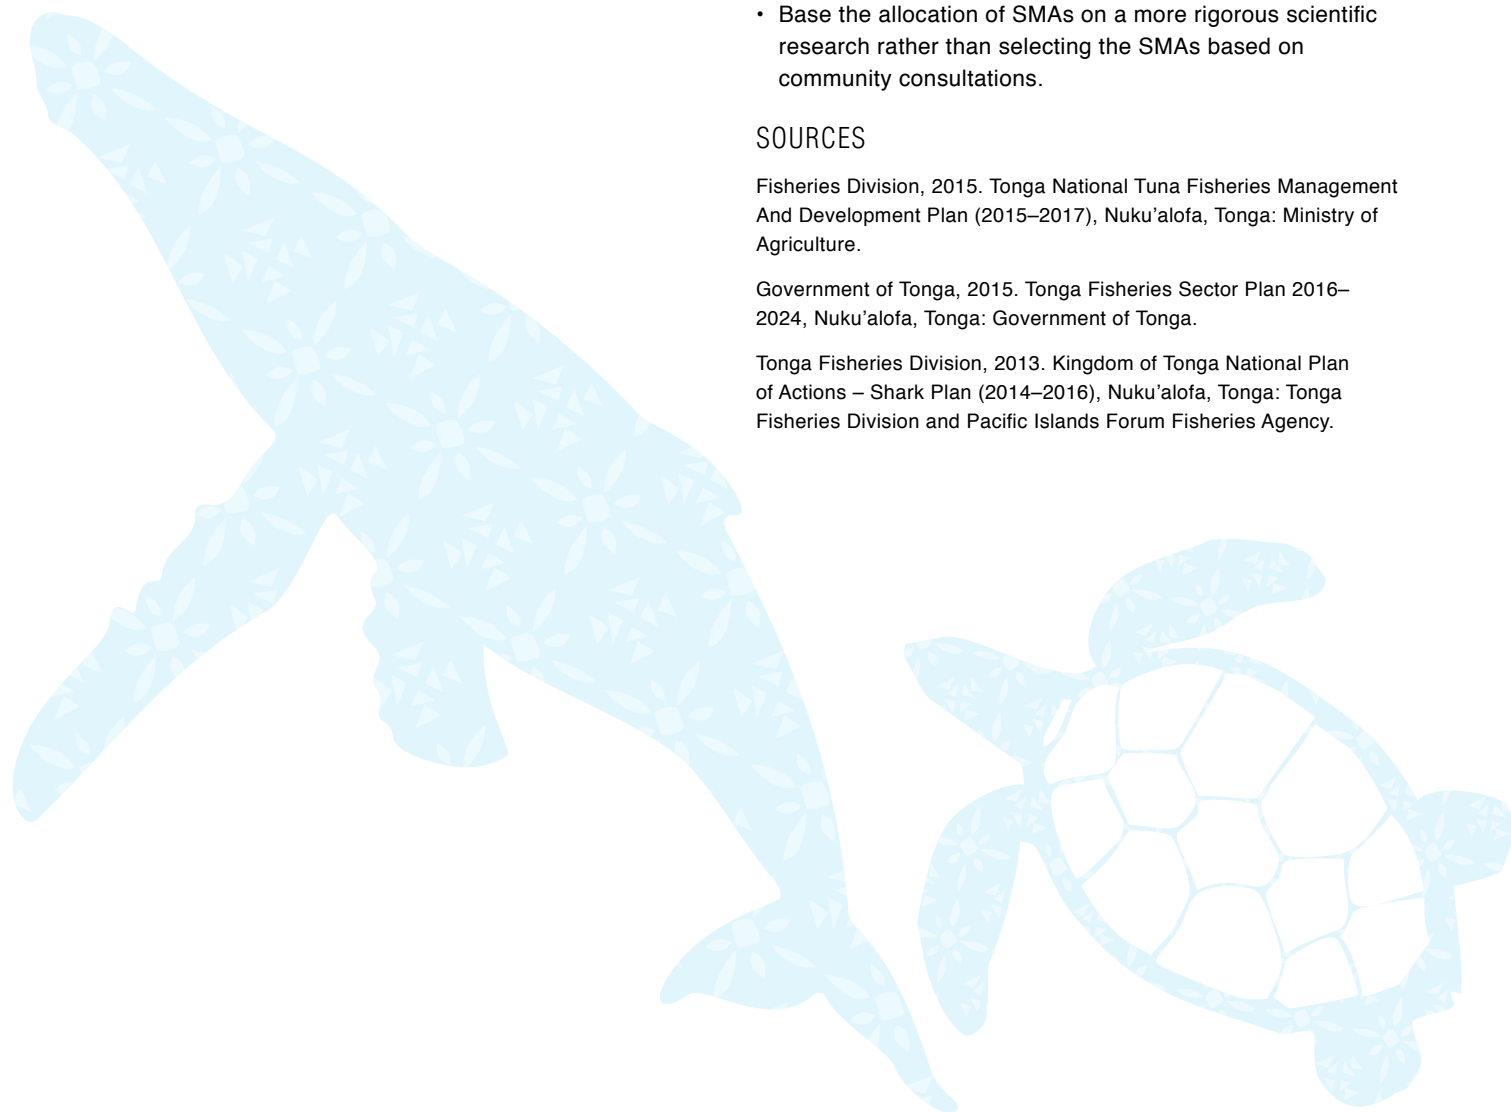 • Base the allocation of SMAs on a more rigorous scientific
research rather than selecting the SMAs based on
community consultations.
SOURCES
Fisheries Division, 2015. Tonga National Tuna Fisheries Management
And Development Plan (2015–2017), Nuku’alofa, Tonga: Ministry of
Agriculture.
Government of Tonga, 2015. Tonga Fisheries Sector Plan 2016–
2024, Nuku’alofa, Tonga: Government of Tonga.
Tonga Fisheries Division, 2013. Kingdom of Tonga National Plan
of Actions – Shark Plan (2014–2016), Nuku’alofa, Tonga: Tonga
Fisheries Division and Pacific Islands Forum Fisheries Agency.